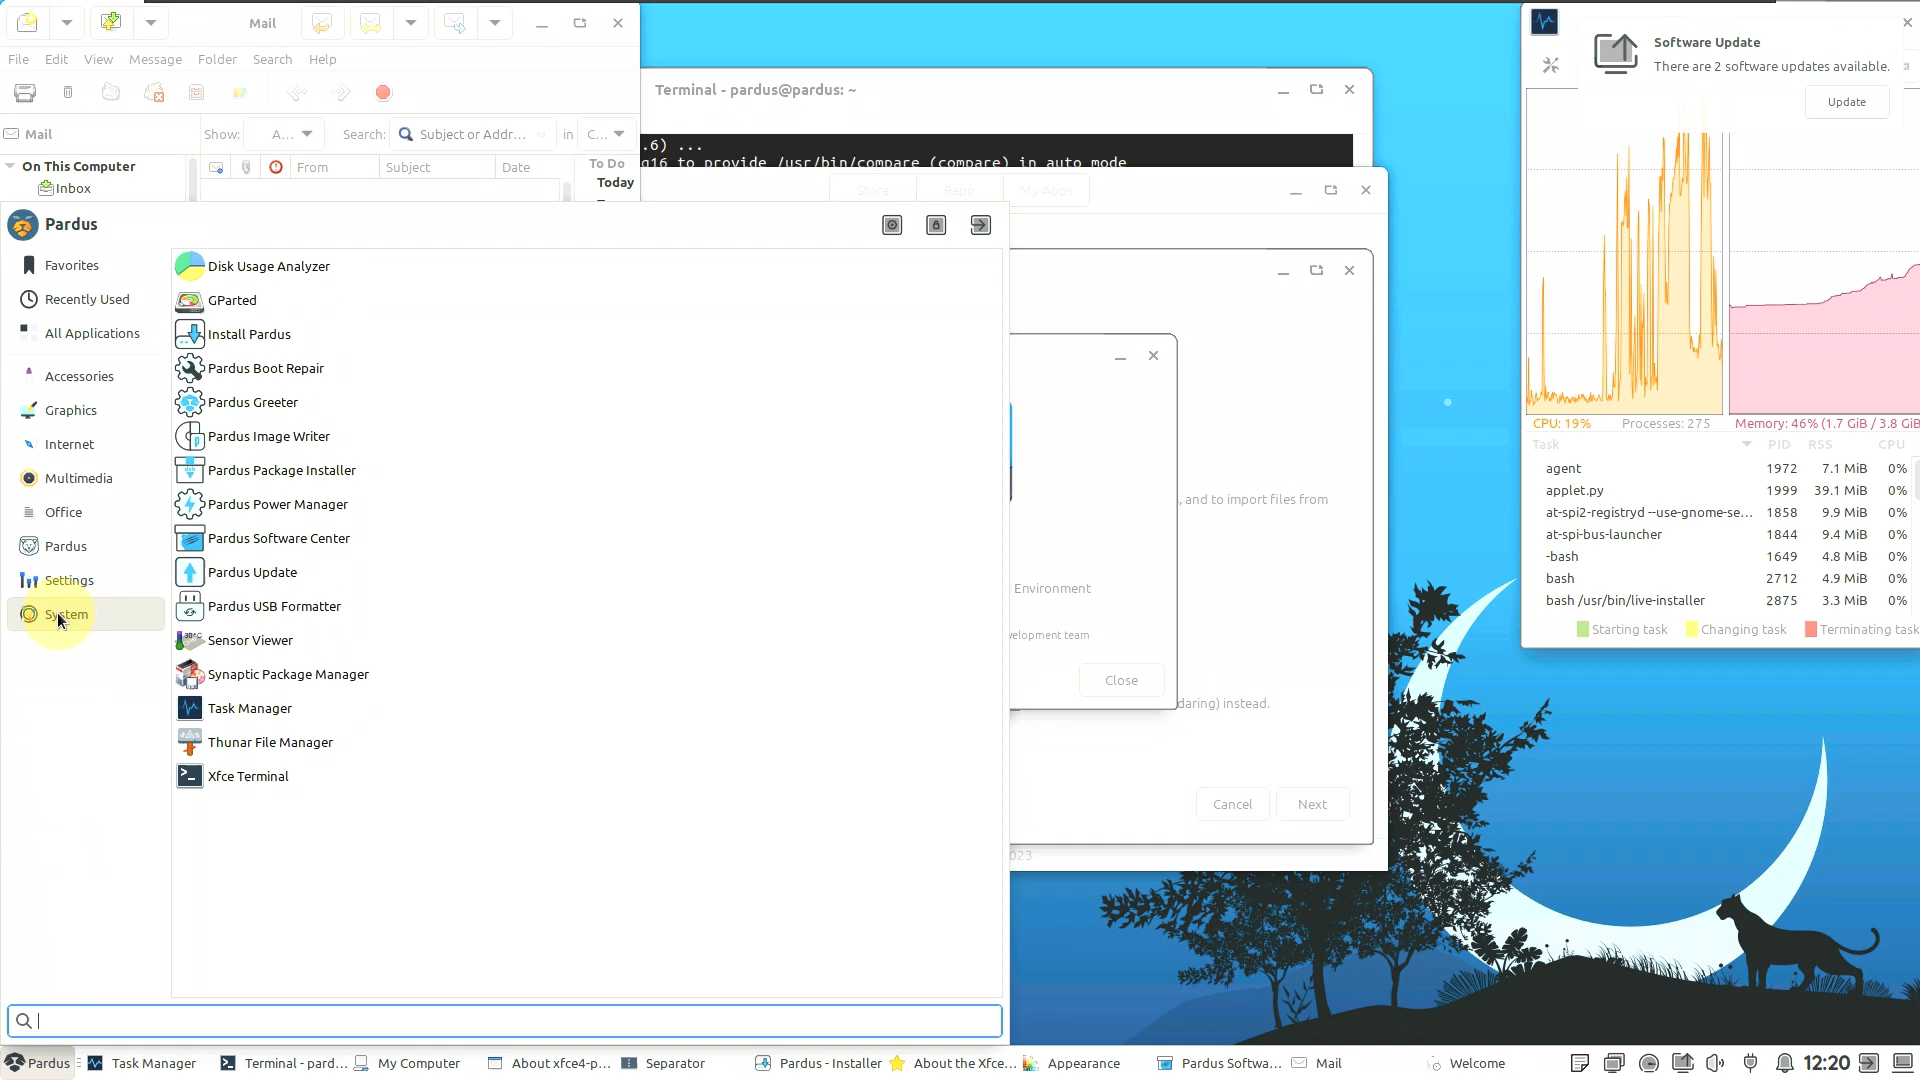 Mail
File Edit View Message Folder Search Help
Mail
Show: A... Search: Subject or Addr... in C...
On This Computer
From Subject Date
To Do
Inbox
Today
Terminal - pardus@pardus: ~
.6) ...
q16 to provide /usr/bin/compare (compare) in auto mode
Store Repo My Apps
Software Update
There are 2 software updates available.
Update
CPU: 19% Processes: 275 Memory: 46% (1.7 GiB / 3.8 GiB
Task PID RSS CPU
agent 1972 7.1 MiB 0%
applet.py 1999 39.1 MiB 0%
at-spi2-registryd --use-gnome-se... 1858 9.9 MiB 0%
at-spi-bus-launcher 1844 9.4 MiB 0%
-bash 1649 4.8 MiB 0%
bash 2712 4.9 MiB 0%
bash /usr/bin/live-installer 2875 3.3 MiB 0%
Starting task Changing task Terminating task
Pardus
Favorites
Recently Used
All Applications
Accessories
Graphics
Internet
Multimedia
Office
Pardus
Settings
System
Disk Usage Analyzer
GParted
Install Pardus
Pardus Boot Repair
Pardus Greeter
Pardus Image Writer
Pardus Package Installer
Pardus Power Manager
Pardus Software Center
Pardus Update
Pardus USB Formatter
30°C Sensor Viewer
Synaptic Package Manager
Task Manager
Thunar File Manager
Xfce Terminal
, and to import files from
Environment
velopment team
Close
daring) instead.
Cancel Next
023
Pardus Task Manager Terminal - pard... My Computer About xfce4-p... Separator Pardus - Installer About the Xfce... Appearance Pardus Softwa... Mail Welcome 12:20